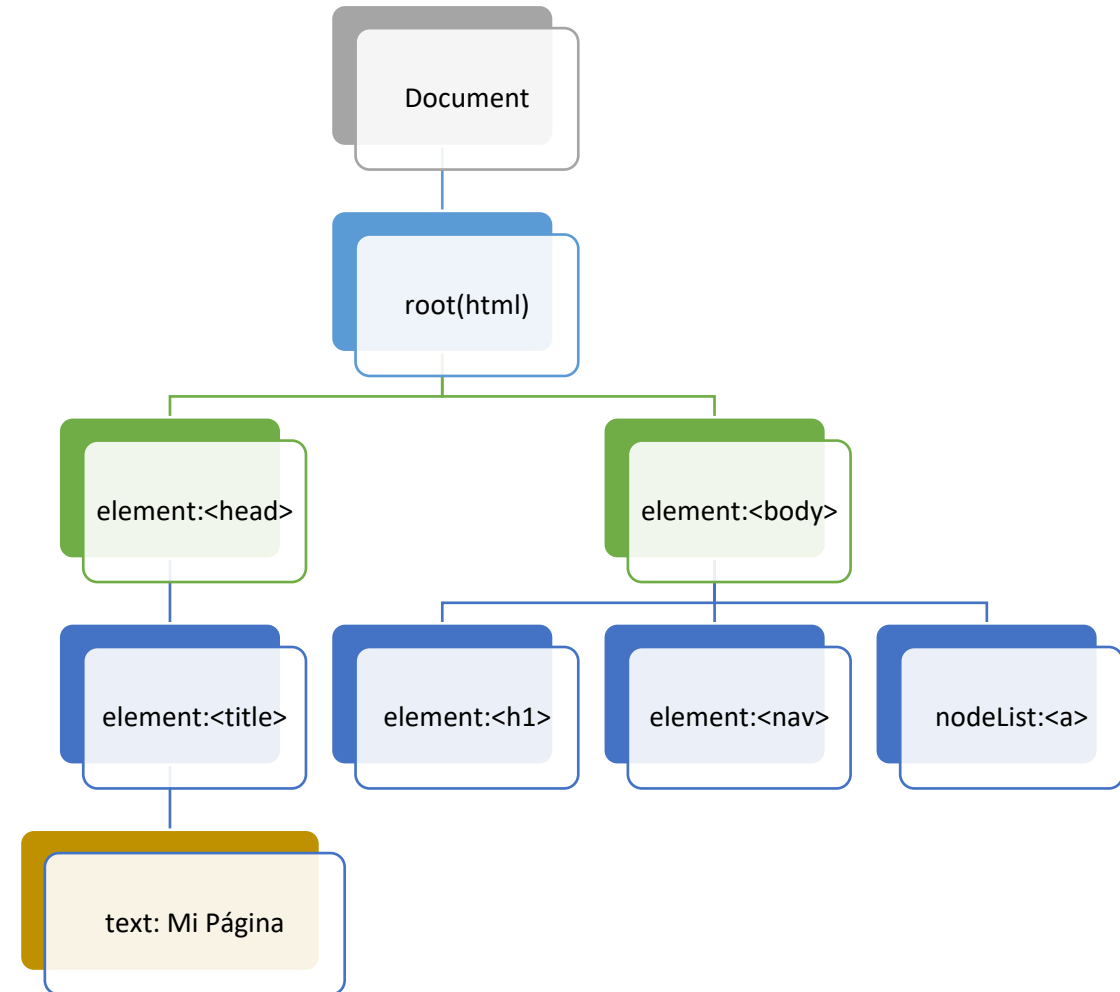 Document
root(html)
element:<head>
element:<body>
element:<title>
element:<h1>
element:<nav>
nodeList:<a>
text: Mi Página